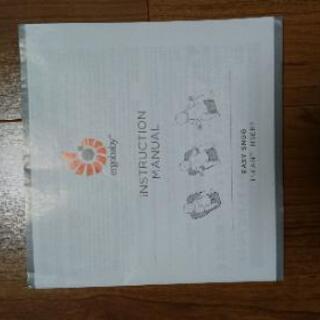 ergobaby
INSTRUCTION
MANUAL
EASY SNUG
INFANT INSERT